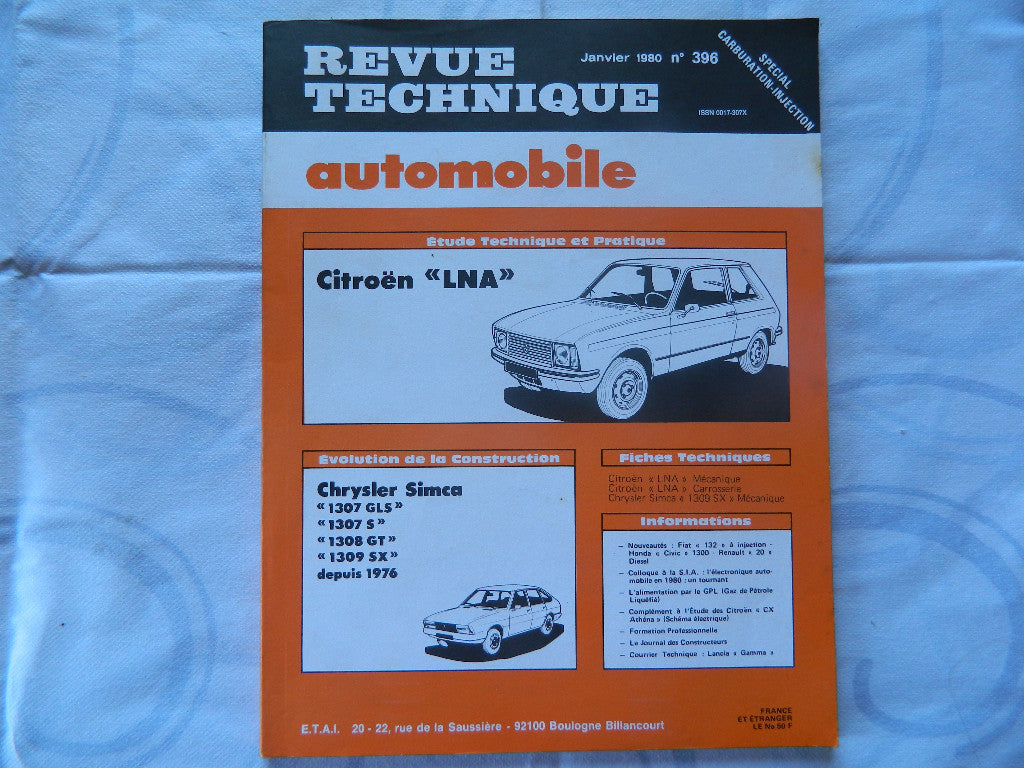 REVUE
TECHNIQUE
Janvier 1980 n° 396
SPECIAL
CARBURATION-INJECTION
ISSN 0017-307X
automobile
Étude Technique et Pratique
Citroën “LNA”
Évolution de la Construction
Chrysler Simca
“1307 GLS”
“1307 S”
“1308 GT”
“1309 SX”
depuis 1976
Fiches Techniques
Citroën « LNA » Mécanique
Citroën « LNA » Carrosserie
Chrysler Simca « 1309 SX » Mécanique
Informations
— Nouveautés : Fiat « 132 » à injection -
Honda « Civic » 1300 - Renault « 20 »
Diesel
— Colloque à la S.I.A. : l'électronique auto-
mobile en 1980 : un tournant
— L'alimentation par le GPL (Gaz de Pétrole
Liquéfié)
— Complément à l'Étude des Citroën « CX
Athéna » (Schéma électrique)
— Formation Professionnelle
— Le Journal des Constructeurs
— Courrier Technique : Lancia « Gamma »
E.T.A.I. 20 - 22, rue de la Saussière - 92100 Boulogne Billancourt
FRANCE
ET ÉTRANGER
LE No 50 F